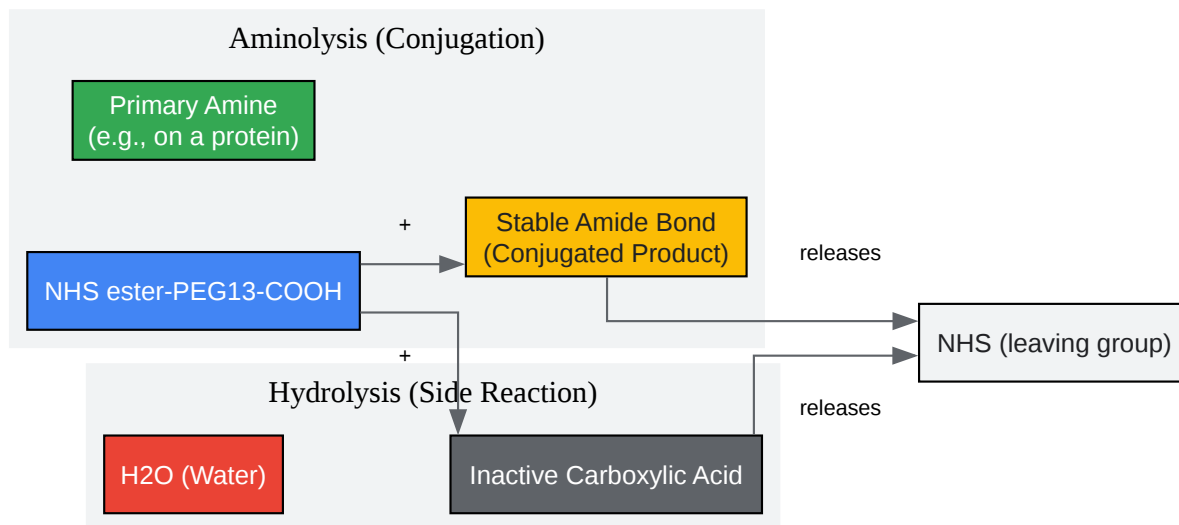 Aminolysis (Conjugation)
Primary Amine
(e.g., on a protein)
+
Stable Amide Bond
(Conjugated Product)
releases
NHS ester-PEG13-COOH
NHS (leaving group)
+
Hydrolysis (Side Reaction)
releases
H2O (Water)
Inactive Carboxylic Acid